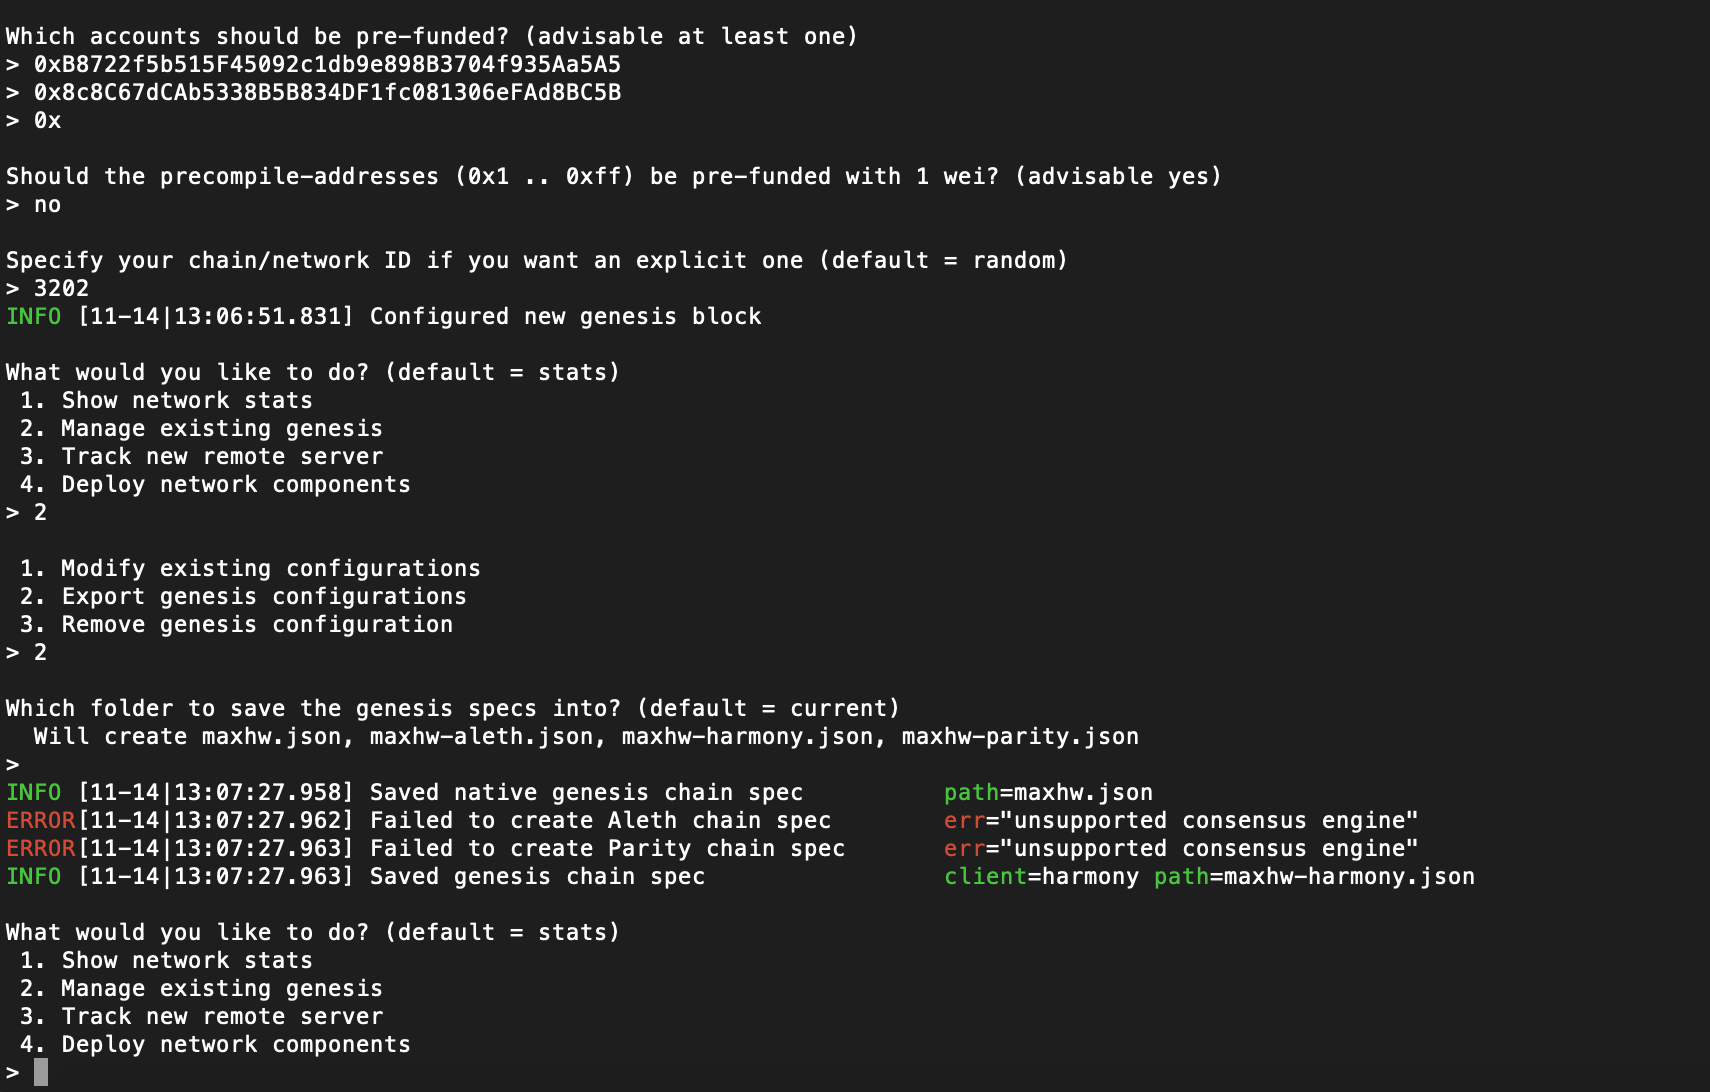 Which accounts should be pre-funded? (advisable at least one)
> 0xB8722f5b515F45092c1db9e898B3704f935Aa5A5
> 0x8c8C67dCAb5338B5B834DF1fc081306eFAd8BC5B
> 0x
Should the precompile-addresses (0x1 .. 0xff) be pre-funded with 1 wei? (advisable yes)
> no
Specify your chain/network ID if you want an explicit one (default = random)
> 3202
INFO [11-14|13:06:51.831] Configured new genesis block
What would you like to do? (default = stats)
1. Show network stats
2. Manage existing genesis
3. Track new remote server
4. Deploy network components
> 2
1. Modify existing configurations
2. Export genesis configurations
3. Remove genesis configuration
> 2
Which folder to save the genesis specs into? (default = current)
Will create maxhw.json, maxhw-aleth.json, maxhw-harmony.json, maxhw-parity.json
>
INFO [11-14|13:07:27.958] Saved native genesis chain spec path=maxhw.json
ERROR[11-14|13:07:27.962] Failed to create Aleth chain spec err="unsupported consensus engine"
ERROR[11-14|13:07:27.963] Failed to create Parity chain spec err="unsupported consensus engine"
INFO [11-14|13:07:27.963] Saved genesis chain spec client=harmony path=maxhw-harmony.json
What would you like to do? (default = stats)
1. Show network stats
2. Manage existing genesis
3. Track new remote server
4. Deploy network components
>